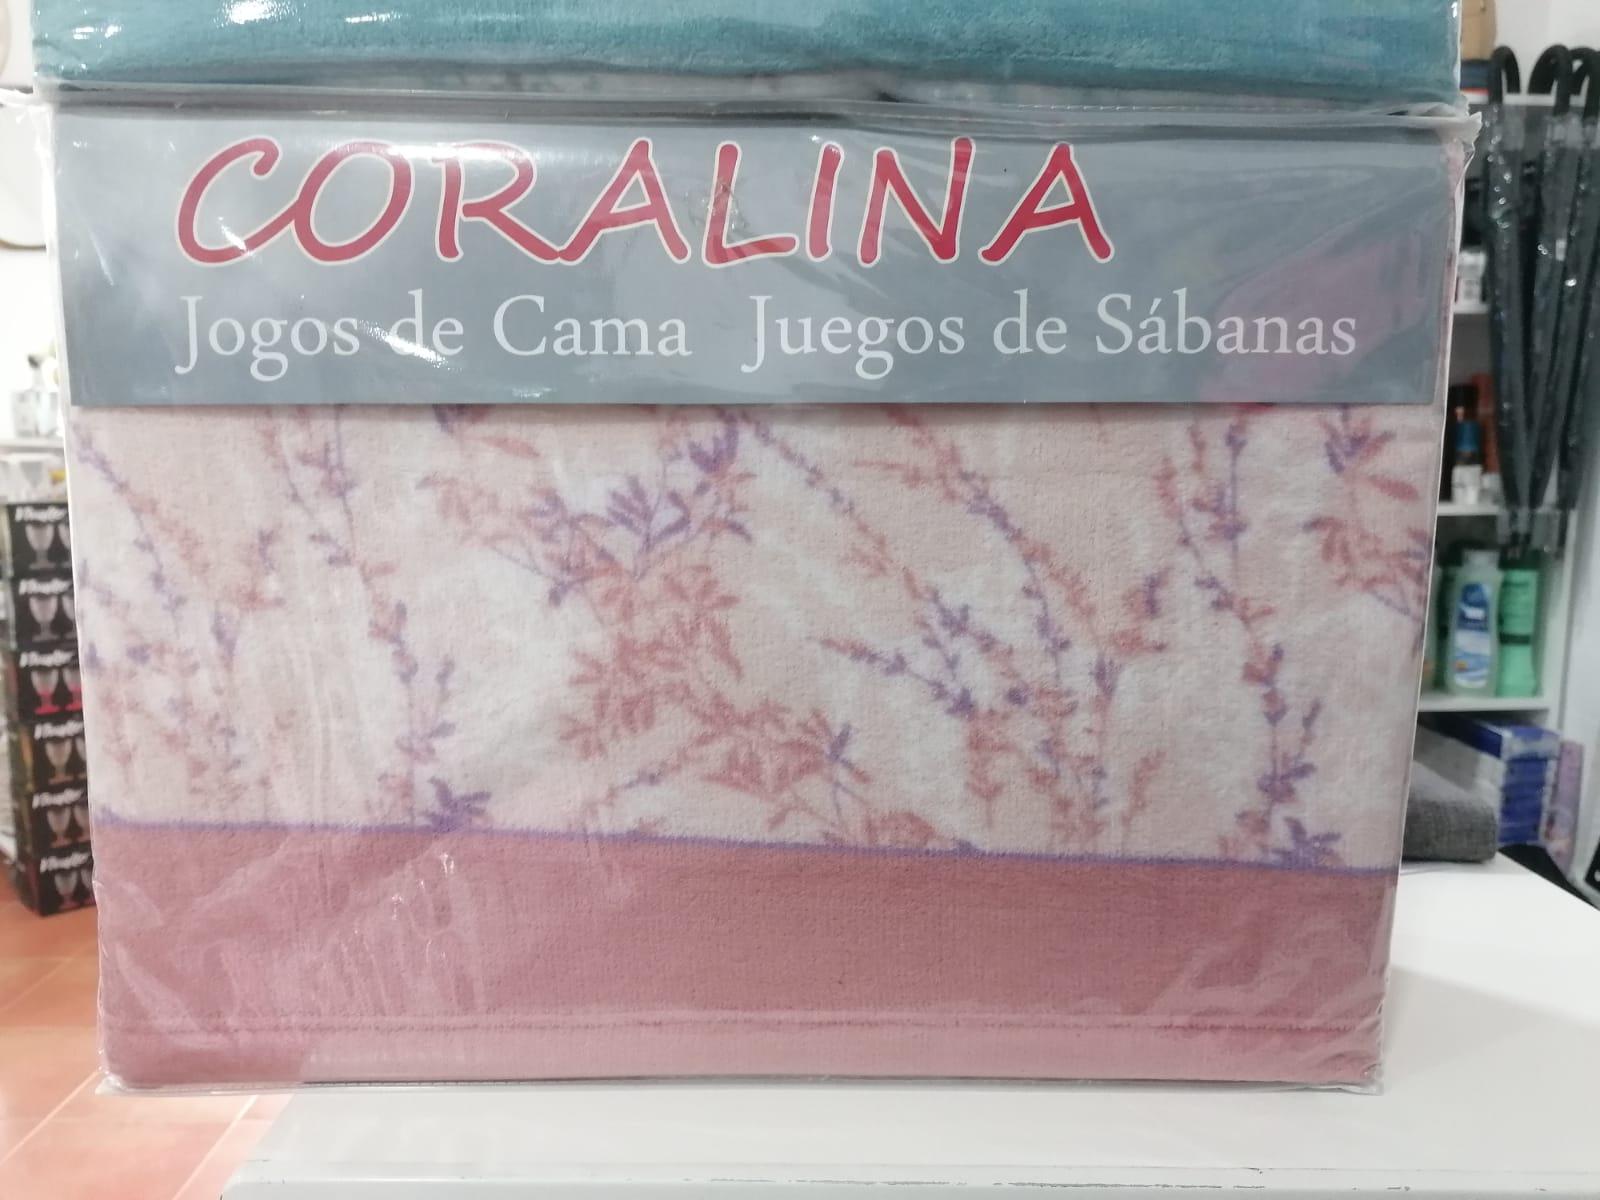 CORALINA
Jogos de Cama Juegos de Sábanas